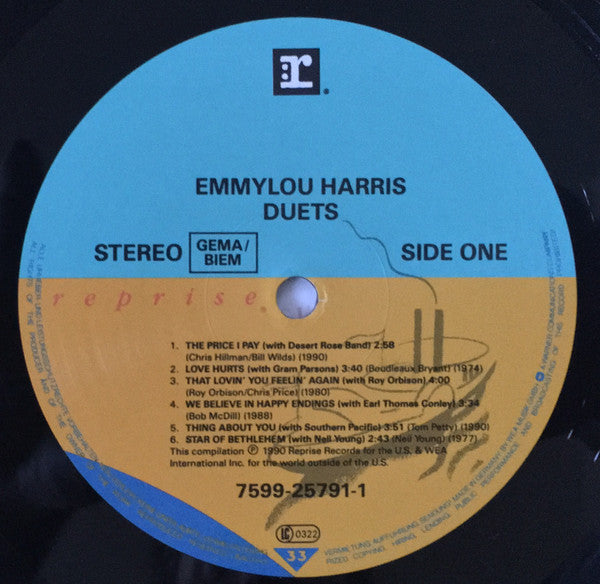 r
EMMYLOU HARRIS
DUETS
STEREO GEMA/ BIEM SIDE ONE
reprise
1. THE PRICE I PAY (with Desert Rose Band) 2:58
(Chris Hillman/Bill Wilds) (1990)
2. LOVE HURTS (with Gram Parsons) 3:40 (Boudleaux Bryant) (1974)
3. THAT LOVIN' YOU FEELIN' AGAIN (with Roy Orbison) 4:00
(Roy Orbison/Chris Price) (1980)
4. WE BELIEVE IN HAPPY ENDINGS (with Earl Thomas Conley) 3:34
(Bob McDill) (1988)
5. THING ABOUT YOU (with Southern Pacific) 3:51 (Tom Petty) (1990)
6. STAR OF BETHLEHEM (with Neil Young) 2:43 (Neil Young) (1977)
This compilation Ⓟ 1990 Reprise Records for the U.S. & WEA
International Inc. for the world outside of the U.S.
7599-25791-1
LC 0322
33